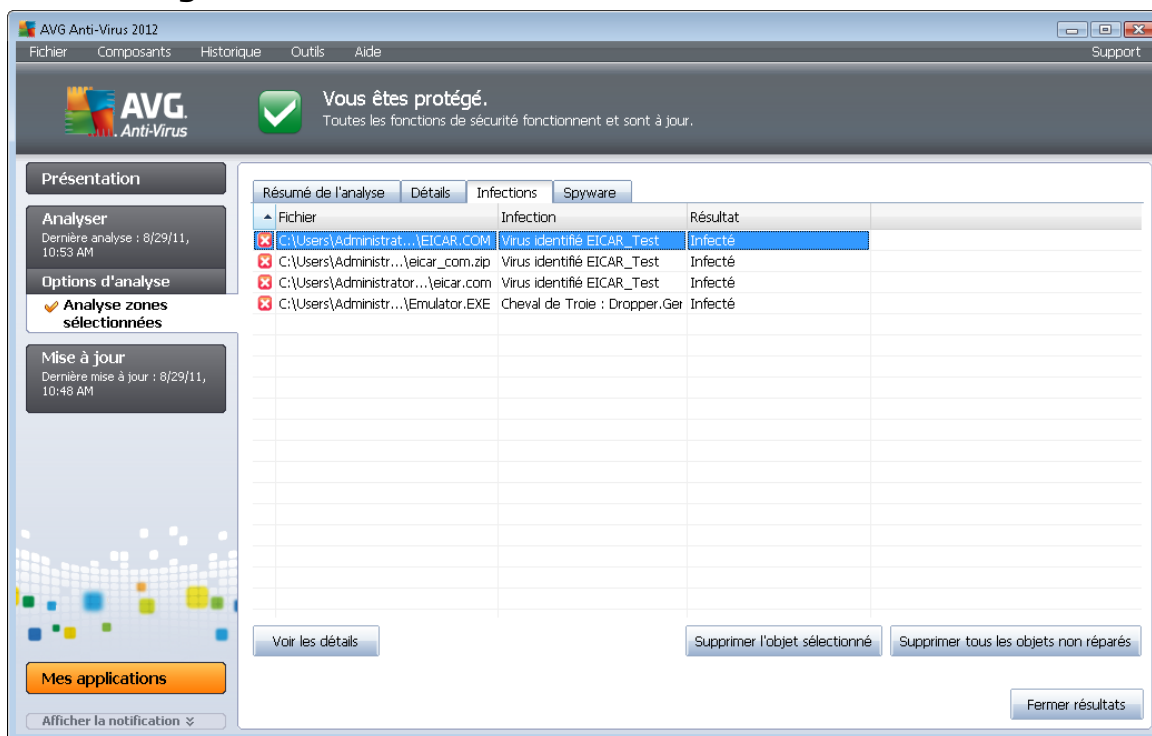 AVG Anti-Virus 2012
Fichier Composants Historique Outils Aide Support
AVG.
Anti-Virus
Vous êtes protégé.
Toutes les fonctions de sécurité fonctionnent et sont à jour.
Présentation
Analyser
Dernière analyse : 8/29/11,
10:53 AM
Options d'analyse
Analyse zones
sélectionnées
Mise à jour
Dernière mise à jour : 8/29/11,
10:48 AM
Mes applications
Afficher la notification
Résumé de l'analyse Détails Infections Spyware
Fichier Infection Résultat
C:\Users\Administrat...\EICAR.COM Virus identifié EICAR_Test Infecté
C:\Users\Administr...\eicar_com.zip Virus identifié EICAR_Test Infecté
C:\Users\Administrator...\eicar.com Virus identifié EICAR_Test Infecté
C:\Users\Administr...\Emulator.EXE Cheval de Troie : Dropper.Ger Infecté
Voir les détails Supprimer l'objet sélectionné Supprimer tous les objets non réparés
Fermer résultats